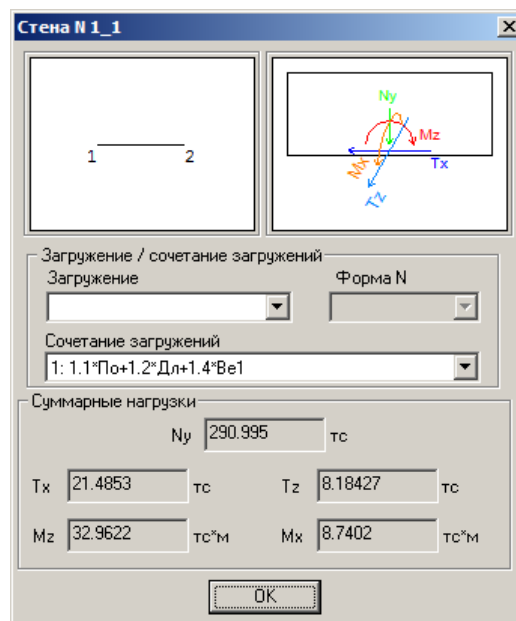 Стена N 1_1
1 2
Ny
Mz
Mx
Tx
Tz
Загружение / сочетание загружений
Загружение Форма N
Сочетание загружений
1: 1.1*По+1.2*Дл+1.4*Ве1
Суммарные нагрузки
Ny 290.995 тс
Tx 21.4853 тс Tz 8.18427 тс
Mz 32.9622 тс*м Mx 8.7402 тс*м
OK